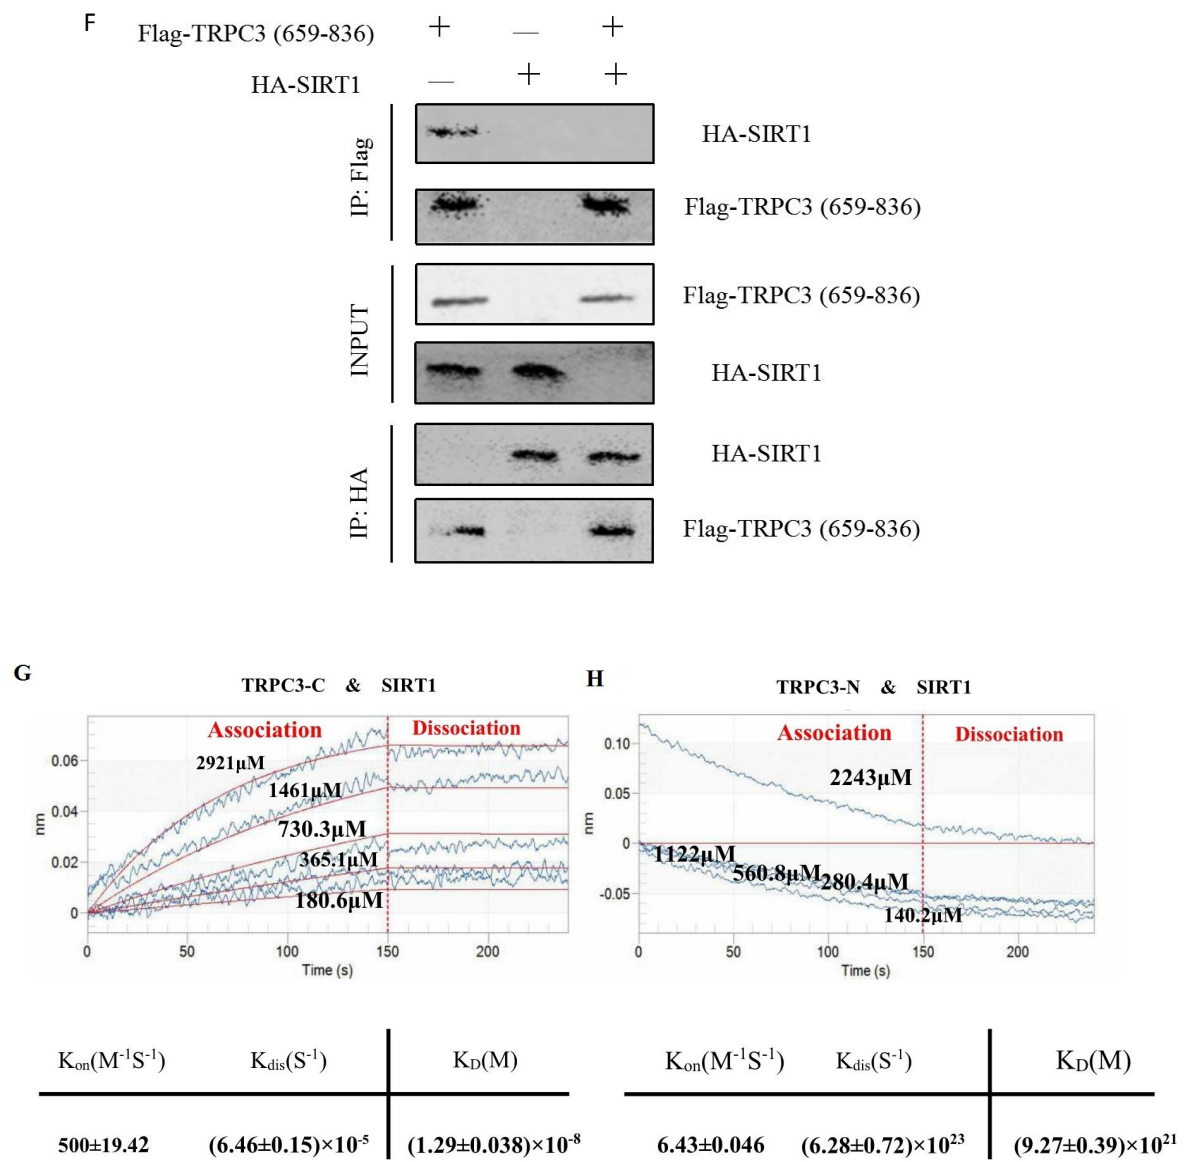 F
Flag-TRPC3 (659-836) + — +
HA-SIRT1 — + +
IP: Flag
HA-SIRT1
Flag-TRPC3 (659-836)
INPUT
Flag-TRPC3 (659-836)
HA-SIRT1
IP: HA
HA-SIRT1
Flag-TRPC3 (659-836)
G
TRPC3-C & SIRT1
Association Dissociation
2921μM
1461μM
730.3μM
365.1μM
180.6μM
nm
0.06
0.04
0.02
0
0 50 100 150 200
Time (s)
Kon(M-1S-1) Kdis(S-1) KD(M)
500±19.42 (6.46±0.15)×10-5 (1.29±0.038)×10-8
H
TRPC3-N & SIRT1
Association Dissociation
2243μM
1122μM
560.8μM
280.4μM
140.2μM
nm
0.10
0.05
0
-0.05
0 50 100 150 200
Time (s)
Kon(M-1S-1) Kdis(S-1) KD(M)
6.43±0.046 (6.28±0.72)×1023 (9.27±0.39)×1021